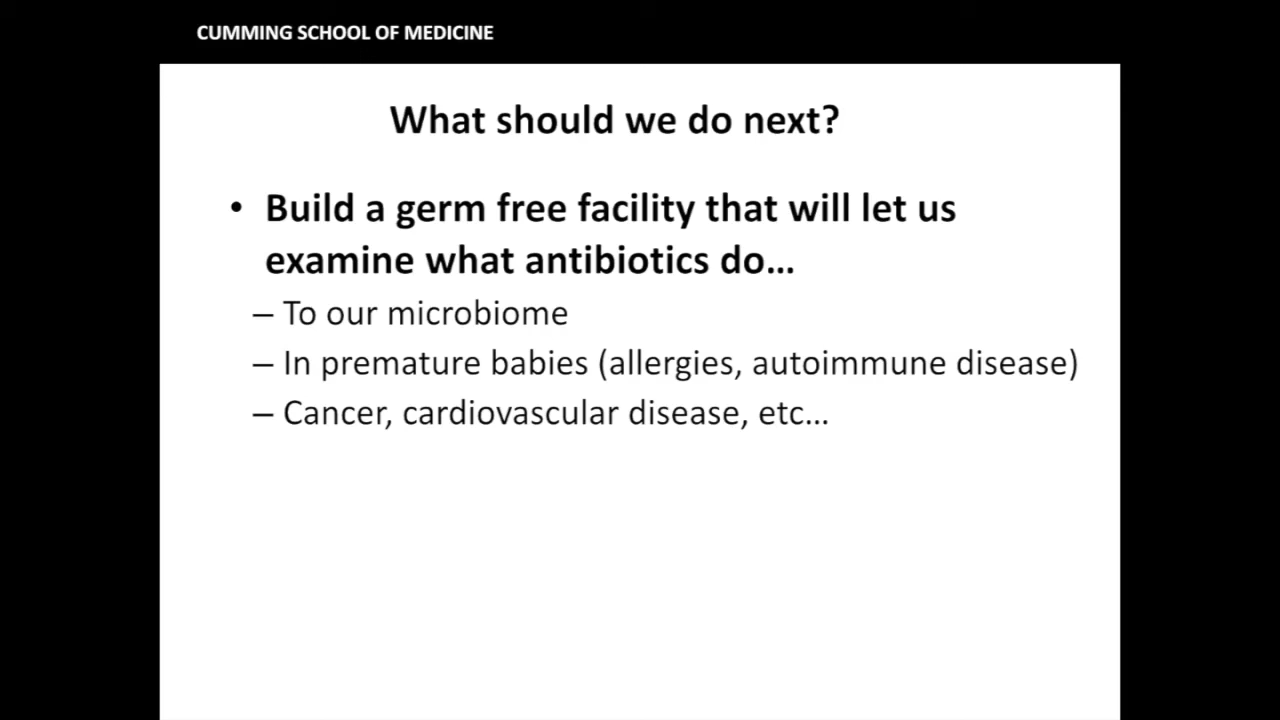 CUMMING SCHOOL OF MEDICINE
What should we do next?
• Build a germ free facility that will let us
examine what antibiotics do...
– To our microbiome
– In premature babies (allergies, autoimmune disease)
– Cancer, cardiovascular disease, etc...